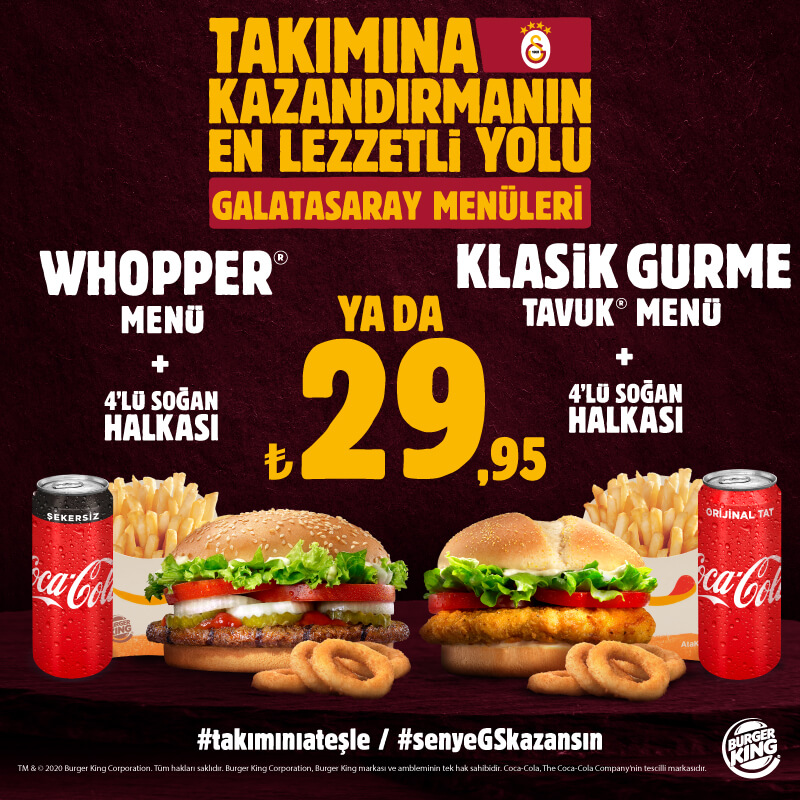 TAKIMINA
KAZANDIRMANIN
EN LEZZETLİ YOLU
GALATASARAY MENÜLERİ
WHOPPER®
MENÜ
+
4'LÜ SOĞAN
HALKASI
YA DA
₺29,95
KLASİK GURME
TAVUK® MENÜ
+
4'LÜ SOĞAN
HALKASI
ŞEKERSİZ
Coca-Cola
BURGER
KING
ORİJİNAL TAT
Coca-Cola
#takımınıateşle / #senyeGSkazansın
BURGER
KING
TM & © 2020 Burger King Corporation. Tüm hakları saklıdır. Burger King Corporation, Burger King markası ve ambleminin tek hak sahibidir. Coca-Cola, The Coca-Cola Company'nin tescilli markasıdır.